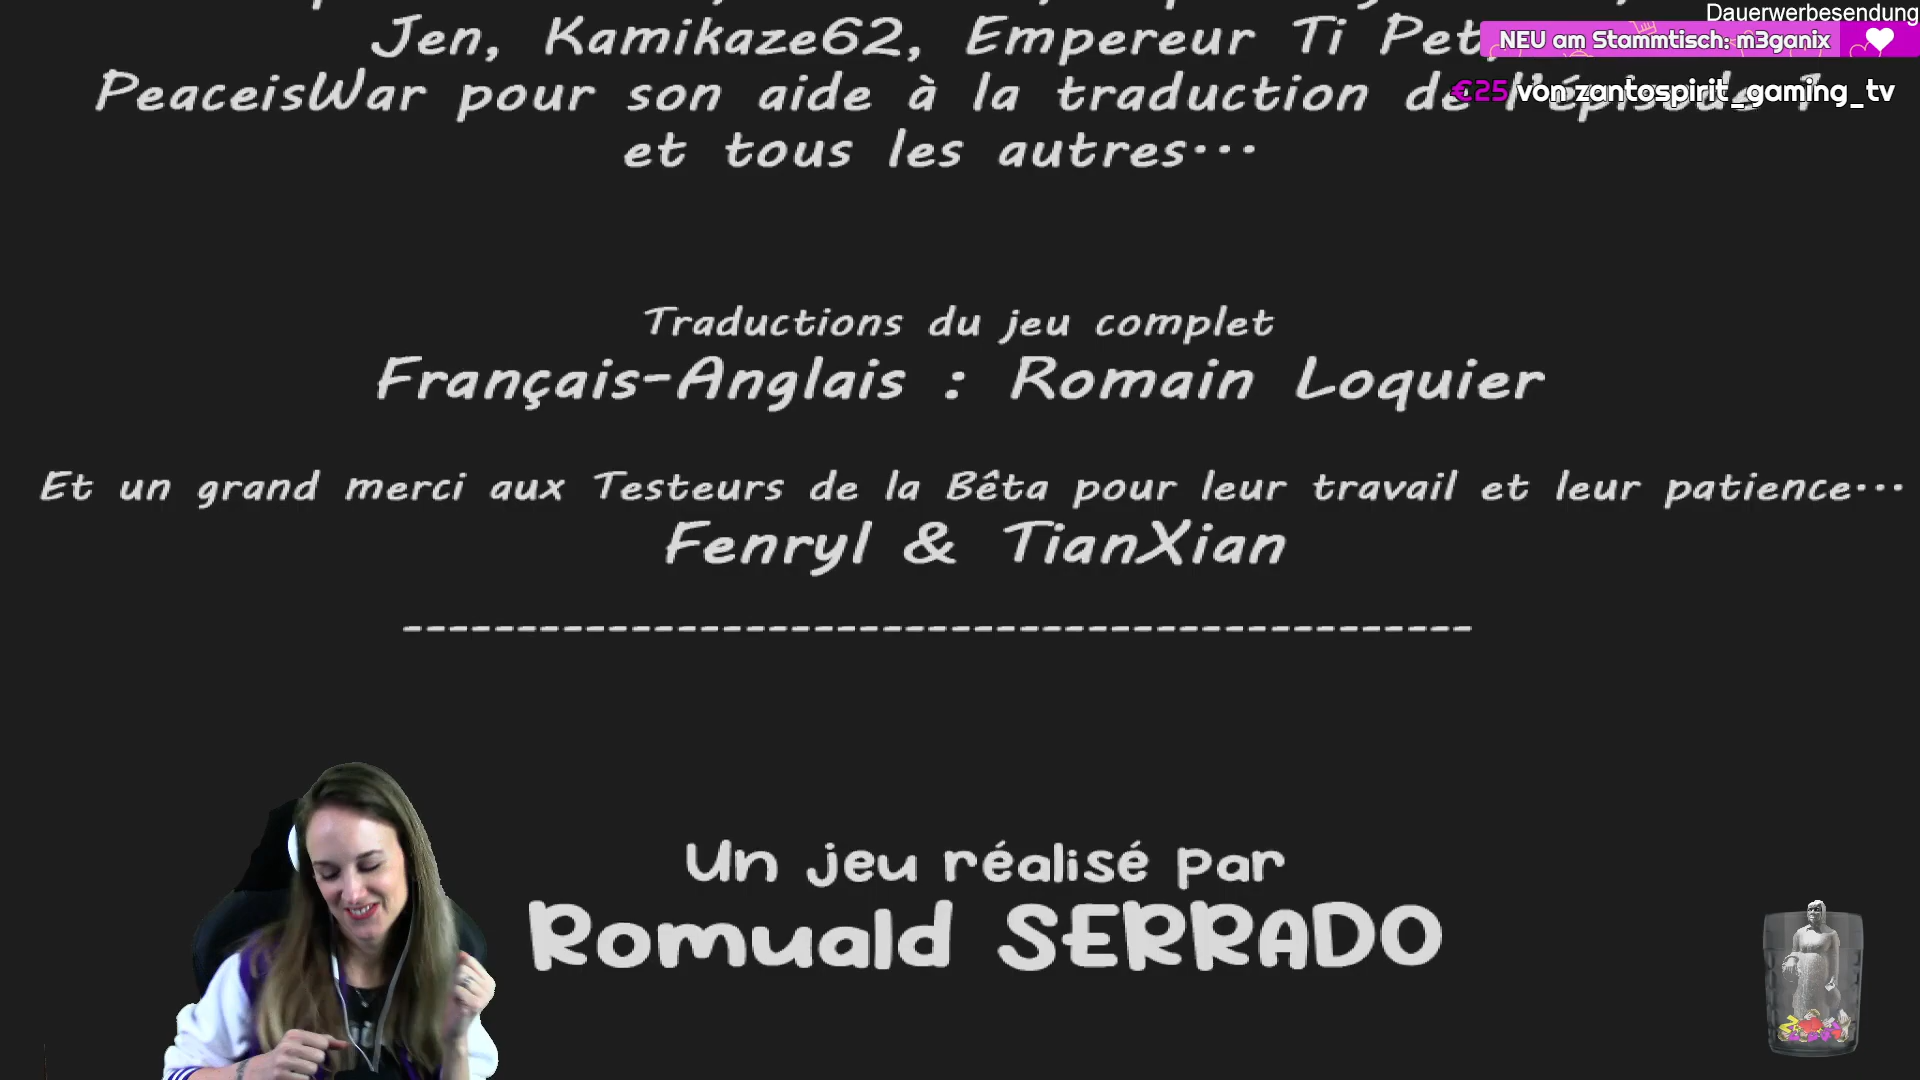 Dauerwerbesendung
NEU am Stammtisch: m3ganix
€25 von zantospirit_gaming_tv
Jen, Kamikaze62, Empereur Ti Pet,
PeaceisWar pour son aide à la traduction de l'épisode 7
et tous les autres...
Traductions du jeu complet
Français-Anglais : Romain Loquier
Et un grand merci aux Testeurs de la Bêta pour leur travail et leur patience...
Fenryl & TianXian
-----------------------------------------------
Un jeu réalisé par
Romuald SERRADO